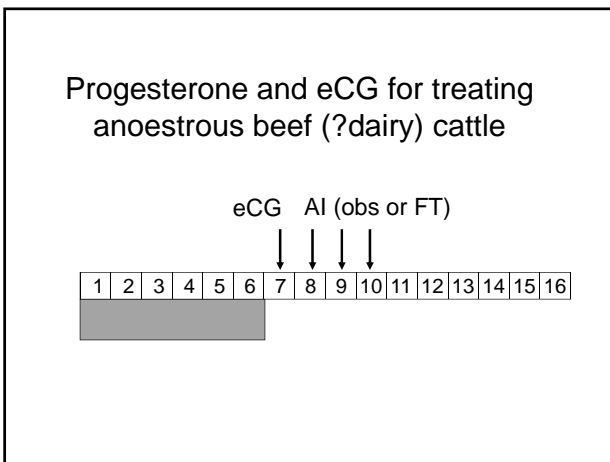 Progesterone and eCG for treating
anoestrous beef (?dairy) cattle
eCG AI (obs or FT)
1 2 3 4 5 6 7 8 9 10 11 12 13 14 15 16